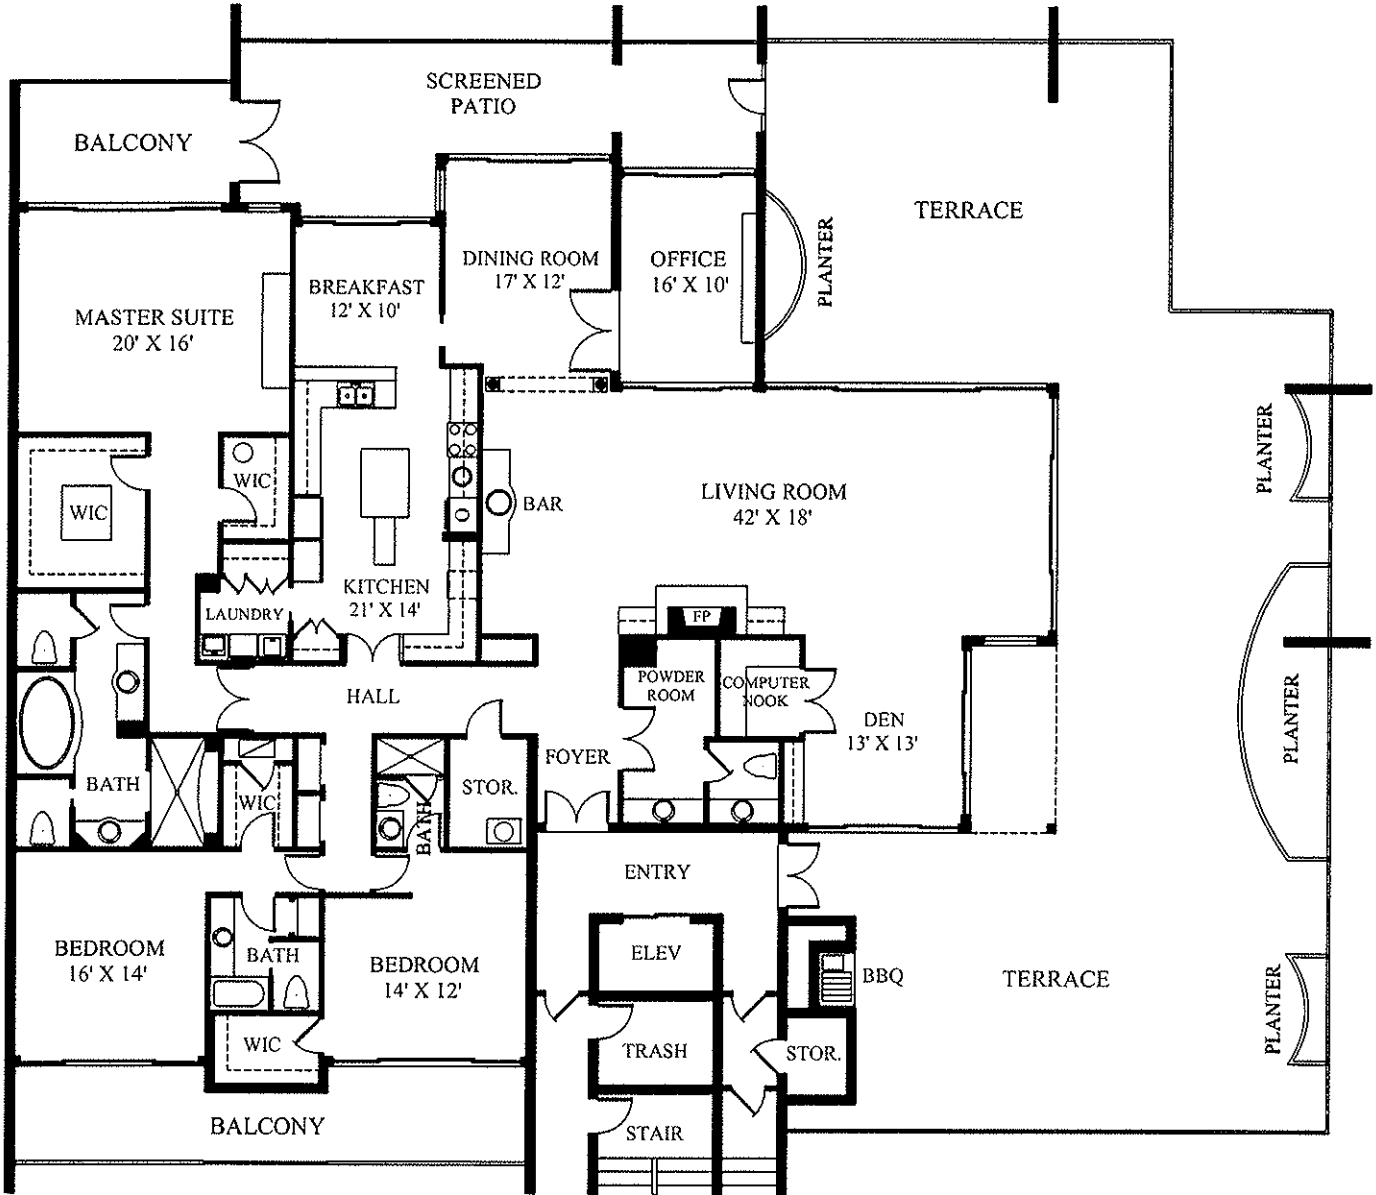 SCREENED
PATIO
BALCONY
TERRACE
PLANTER
DINING ROOM
17' X 12'
OFFICE
16' X 10'
BREAKFAST
12' X 10'
MASTER SUITE
20' X 16'
PLANTER
WIC
WIC
BAR
LIVING ROOM
42' X 18'
KITCHEN
21' X 14'
LAUNDRY
FP
HALL
POWDER
ROOM
COMPUTER
NOOK
DEN
13' X 13'
PLANTER
FOYER
BATH
WIC
BATH
STOR.
ENTRY
BEDROOM
16' X 14'
BATH
BEDROOM
14' X 12'
ELEV
BBQ
TERRACE
PLANTER
WIC
TRASH
STOR.
BALCONY
STAIR